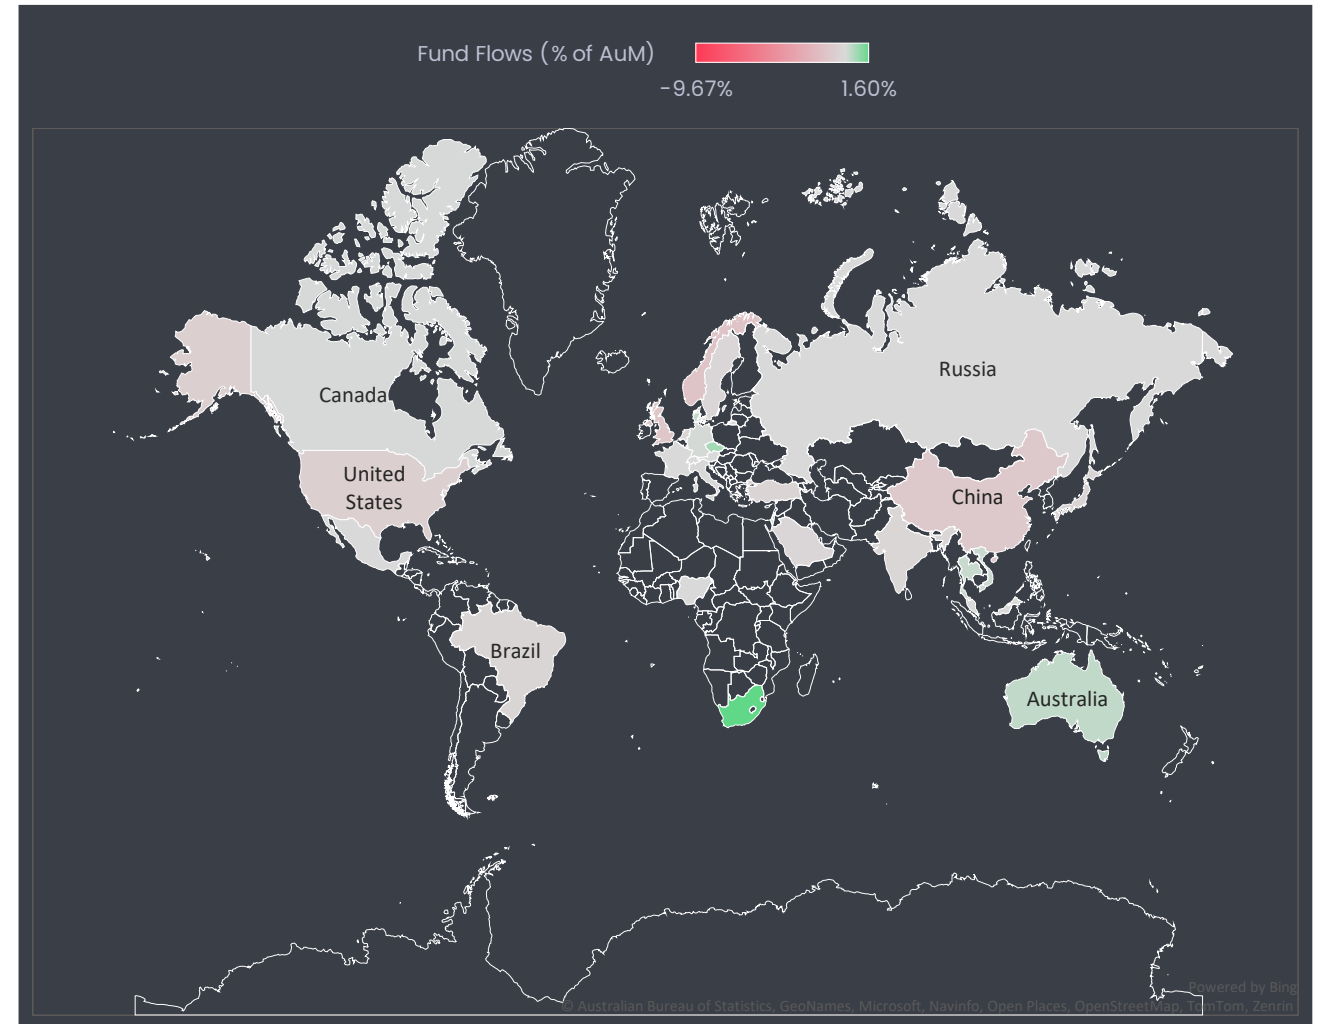 Fund Flows (% of AuM)
-9.67%
1.60%
Canada
Russia
United
States
China
Brazil
Australia
Powered by Bing
© Australian Bureau of Statistics, GeoNames, Microsoft, Navinfo, Open Places, OpenStreetMap, TomTom, Zenrin